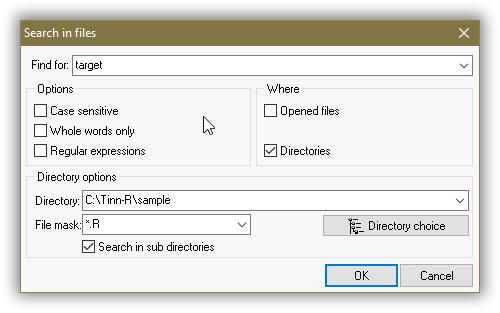 Search in files
Find for: target
Options
Where
Case sensitive
Opened files
Whole words only
Regular expressions
Directories
Directory options
Directory: C:\Tinn-R\sample
File mask: *.R
Directory choice
Search in sub directories
OK
Cancel